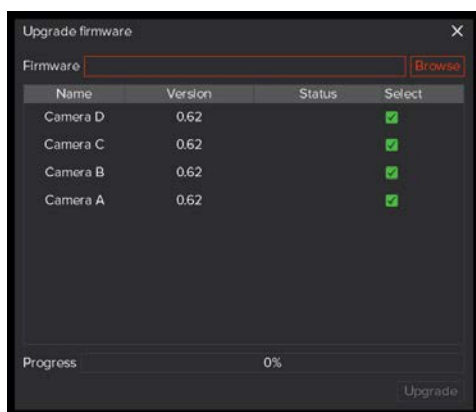 Upgrade firmware
Firmware Browse
Name Version Status Select
Camera D 0.62
Camera C 0.62
Camera B 0.62
Camera A 0.62
Progress 0%
Upgrade